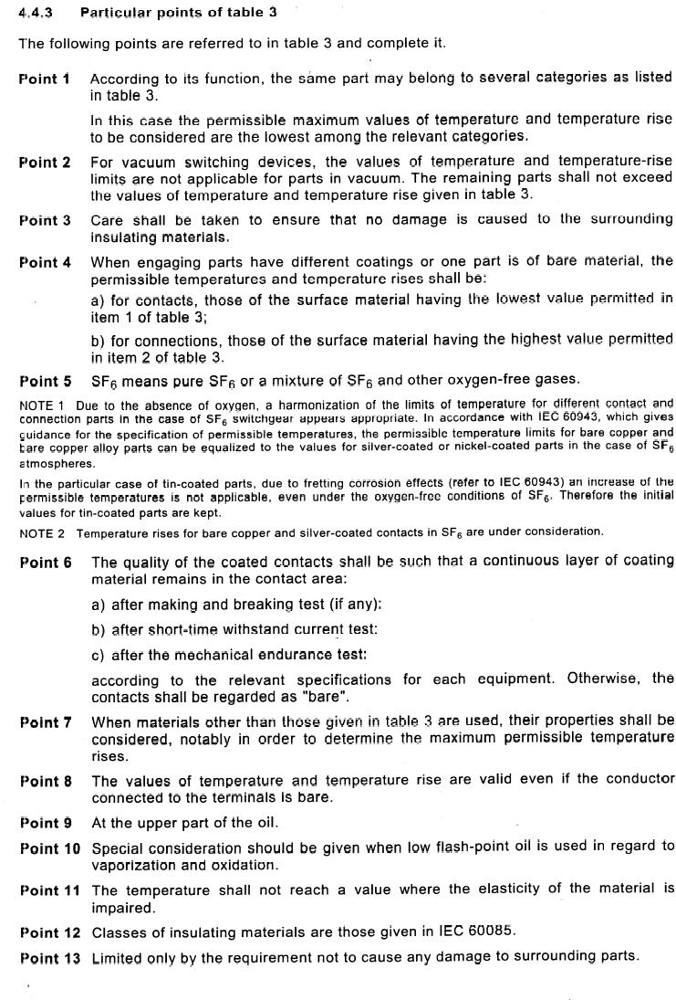 4.4.3 Particular points of table 3
The following points are referred to in table 3 and complete it.
Point 1 According to its function, the same part may belong to several categories as listed
in table 3.
In this case the permissible maximum values of temperature and temperature rise
to be considered are the lowest among the relevant categories.
Point 2 For vacuum switching devices, the values of temperature and temperature-rise
limits are not applicable for parts in vacuum. The remaining parts shall not exceed
the values of temperature and temperature rise given in table 3.
Point 3 Care shall be taken to ensure that no damage is caused to the surrounding
insulating materials.
Point 4 When engaging parts have different coatings or one part is of bare material, the
permissible temperatures and temperature rises shall be:
a) for contacts, those of the surface material having the lowest value permitted in
item 1 of table 3;
b) for connections, those of the surface material having the highest value permitted
in item 2 of table 3.
Point 5 SF6 means pure SF6 or a mixture of SF6 and other oxygen-free gases.
NOTE 1 Due to the absence of oxygen, a harmonization of the limits of temperature for different contact and
connection parts in the case of SF6 switchgear appears appropriate. In accordance with IEC 60943, which gives
guidance for the specification of permissible temperatures, the permissible temperature limits for bare copper and
bare copper alloy parts can be equalized to the values for silver-coated or nickel-coated parts in the case of SF6
atmospheres.
In the particular case of tin-coated parts, due to fretting corrosion effects (refer to IEC 60943) an increase of the
permissible temperatures is not applicable, even under the oxygen-free conditions of SF6. Therefore the initial
values for tin-coated parts are kept.
NOTE 2 Temperature rises for bare copper and silver-coated contacts in SF6 are under consideration.
Point 6 The quality of the coated contacts shall be such that a continuous layer of coating
material remains in the contact area:
a) after making and breaking test (if any):
b) after short-time withstand current test:
c) after the mechanical endurance test:
according to the relevant specifications for each equipment. Otherwise, the
contacts shall be regarded as "bare".
Point 7 When materials other than those given in table 3 are used, their properties shall be
considered, notably in order to determine the maximum permissible temperature
rises.
Point 8 The values of temperature and temperature rise are valid even if the conductor
connected to the terminals is bare.
Point 9 At the upper part of the oil.
Point 10 Special consideration should be given when low flash-point oil is used in regard to
vaporization and oxidation.
Point 11 The temperature shall not reach a value where the elasticity of the material is
impaired.
Point 12 Classes of insulating materials are those given in IEC 60085.
Point 13 Limited only by the requirement not to cause any damage to surrounding parts.